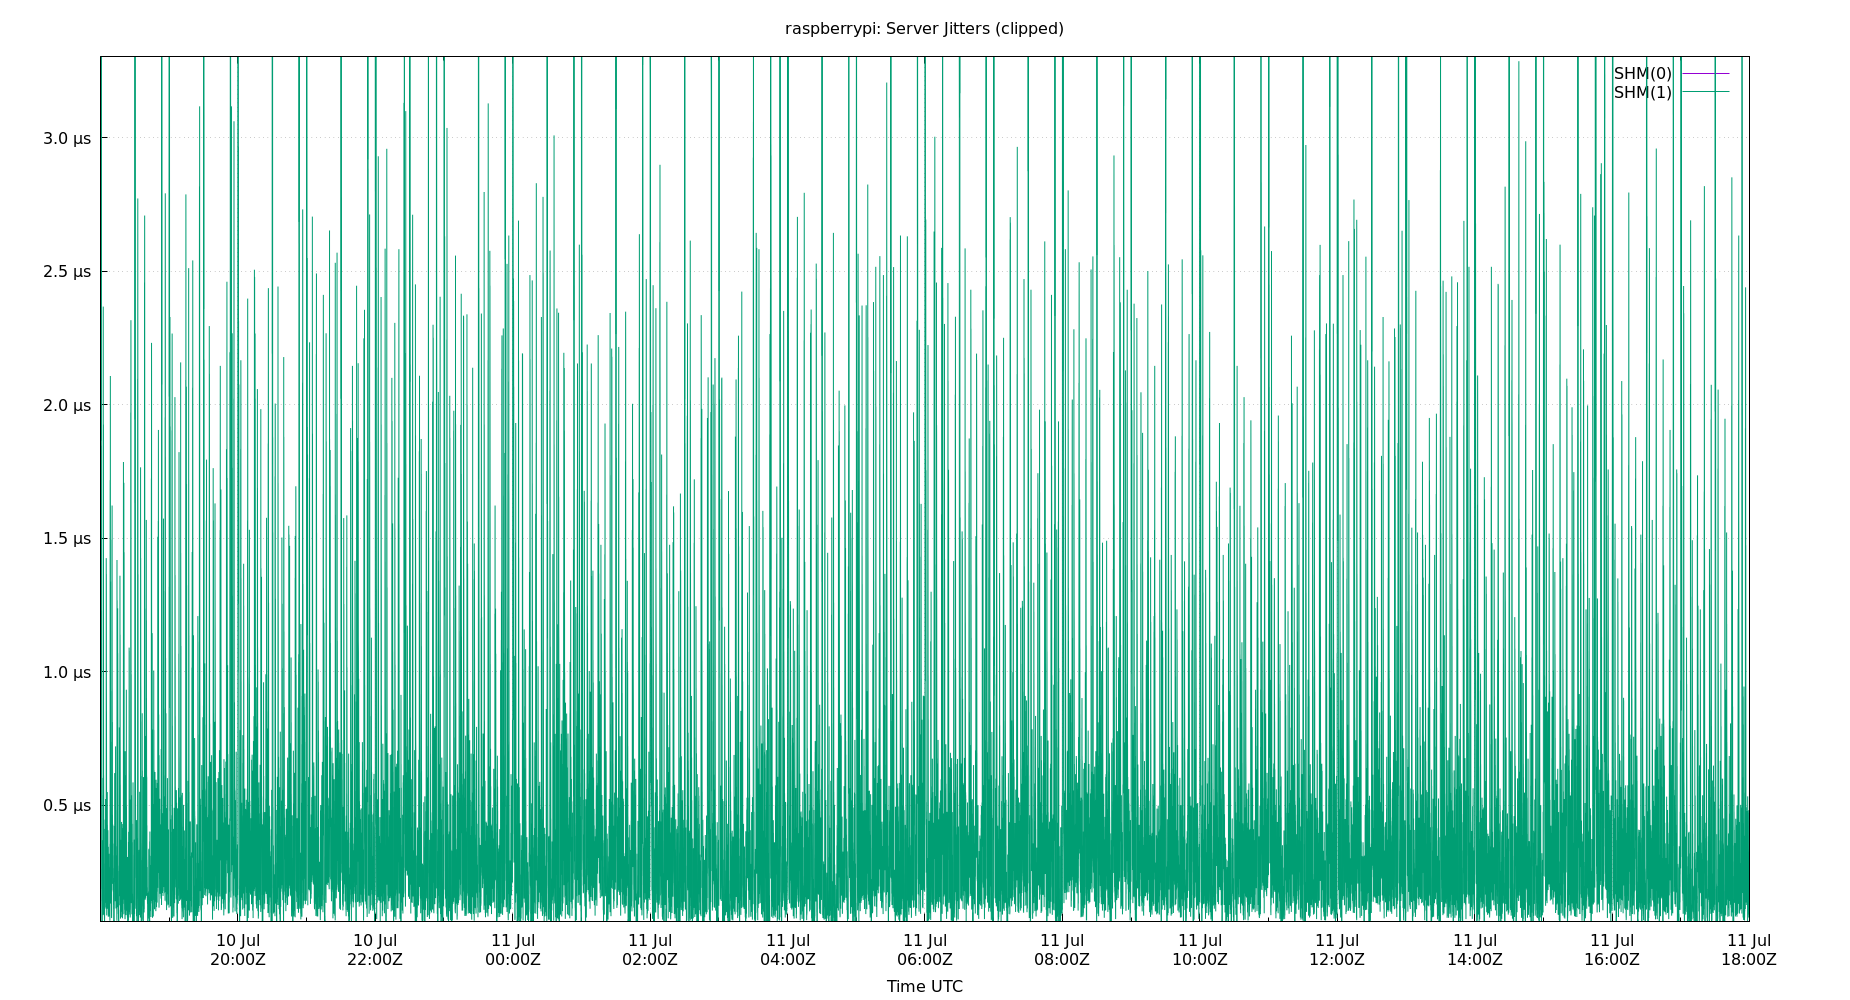 raspberrypi: Server Jitters (clipped)
SHM(0)
SHM(1)
3.0 µs
2.5 µs
2.0 µs
1.5 µs
1.0 µs
0.5 µs
10 Jul 10 Jul 11 Jul 11 Jul 11 Jul 11 Jul 11 Jul 11 Jul 11 Jul 11 Jul 11 Jul 11 Jul
20:00Z 22:00Z 00:00Z 02:00Z 04:00Z 06:00Z 08:00Z 10:00Z 12:00Z 14:00Z 16:00Z 18:00Z
Time UTC